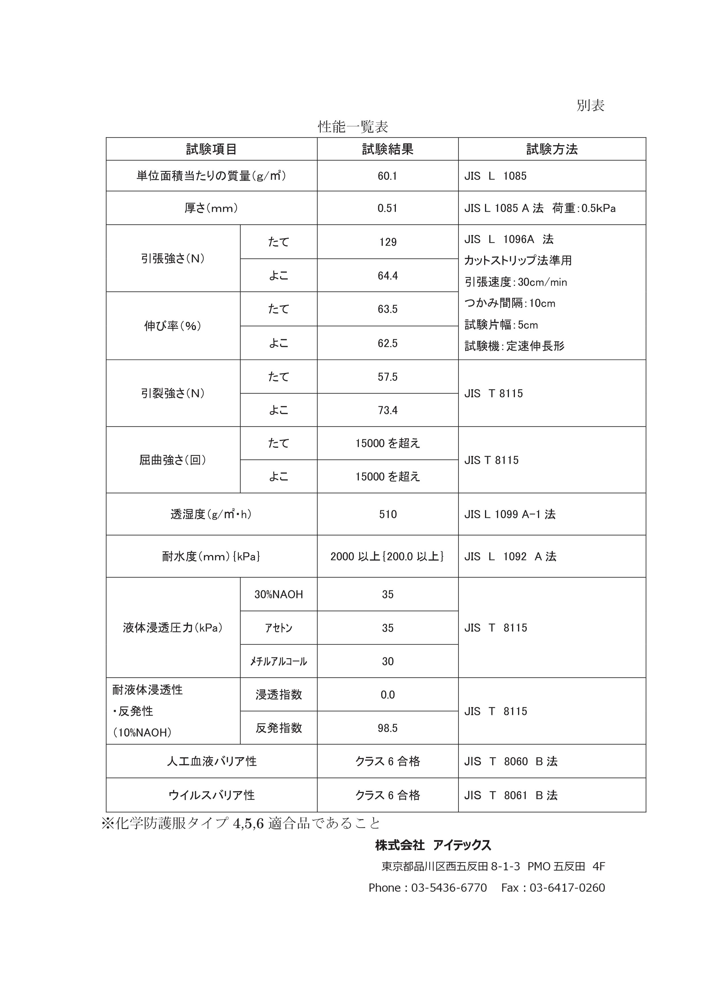 別表
性能一覧表
試験項目 試験結果 試験方法
単位面積当たりの質量(g/㎡) 60.1 JIS L 1085
厚さ(mm) 0.51 JIS L 1085 A 法 荷重:0.5kPa
引張強さ(N) たて 129
よこ 64.4
伸び率(%) たて 63.5
よこ 62.5
JIS L 1096A 法
カットストリップ法準用
引張速度:30cm/min
つかみ間隔:10cm
試験片幅:5cm
試験機:定速伸長形
引裂強さ(N) たて 57.5 JIS T 8115
よこ 73.4
屈曲強さ(回) たて 15000 を超え JIS T 8115
よこ 15000 を超え
透湿度(g/㎡・h) 510 JIS L 1099 A-1 法
耐水度(mm){kPa} 2000 以上{200.0 以上} JIS L 1092 A 法
液体浸透圧力(kPa) 30%NAOH 35 JIS T 8115
アセトン 35
メチルアルコール 30
耐液体浸透性
・反発性
(10%NAOH)
浸透指数 0.0 JIS T 8115
反発指数 98.5
人工血液バリア性 クラス 6 合格 JIS T 8060 B 法
ウイルスバリア性 クラス 6 合格 JIS T 8061 B 法
※化学防護服タイプ 4,5,6 適合品であること
株式会社 アイテックス
東京都品川区西五反田 8-1-3 PMO 五反田 4F
Phone : 03-5436-6770 Fax : 03-6417-0260